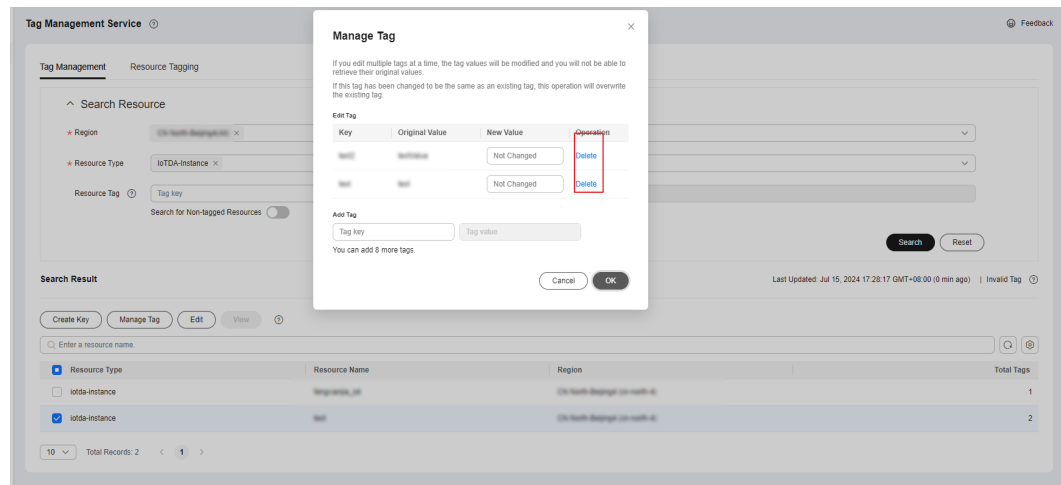 Tag Management Service
Feedback
Tag Management Resource Tagging
Search Resource
* Region
* Resource Type IoTDA-Instance ×
Resource Tag Tag key
Search for Non-tagged Resources
Search Reset
Manage Tag
If you edit multiple tags at a time, the tag values will be modified and you will not be able to
retrieve their original values.
If this tag has been changed to be the same as an existing tag, this operation will overwrite
the existing tag.
Edit Tag
Key Original Value New Value Operation
Not Changed Delete
Not Changed Delete
Add Tag
Tag key Tag value
You can add 8 more tags.
Cancel OK
Search Result Last Updated: Jul 15, 2024 17:28:17 GMT+08:00 (0 min ago) | Invalid Tag
Create Key Manage Tag Edit View
Enter a resource name.
Resource Type Resource Name Region Total Tags
iotda-instance 1
iotda-instance 2
10 Total Records: 2 < 1 >